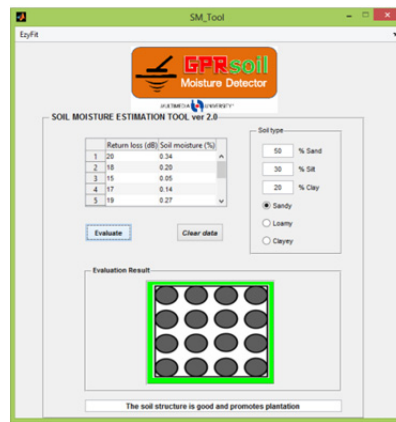 SM_Tool
EzyFit
GPRsoil
Moisture Detector
MULTIMEDIA UNIVERSITY
SOIL MOISTURE ESTIMATION TOOL ver 2.0
Return loss (dB) Soil moisture (%)
1 20 0.34
2 18 0.20
3 15 0.05
4 17 0.14
5 19 0.27
Evaluate
Clear data
Soil type
50 % Sand
30 % Silt
20 % Clay
Sandy
Loamy
Clayey
Evaluation Result
The soil structure is good and promotes plantation